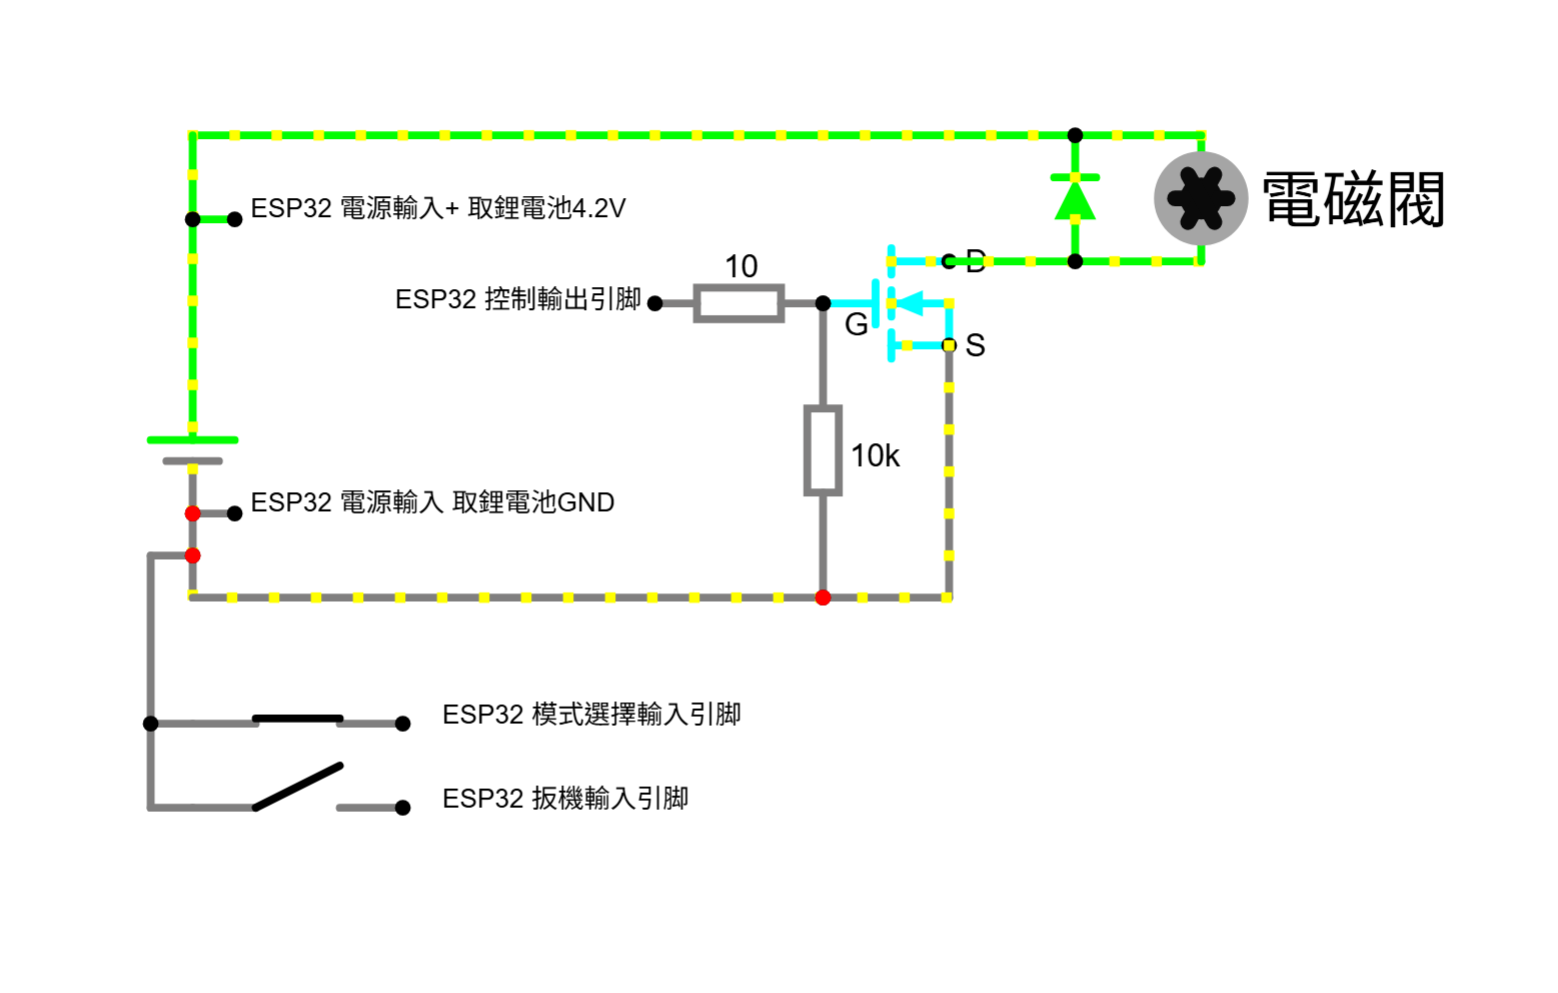 ESP32 電源輸入+ 取鋰電池4.2V
電磁閥
10
D
ESP32 控制輸出引脚
G
S
10k
ESP32 電源輸入 取鋰電池GND
ESP32 模式選擇輸入引脚
ESP32 扳機輸入引脚